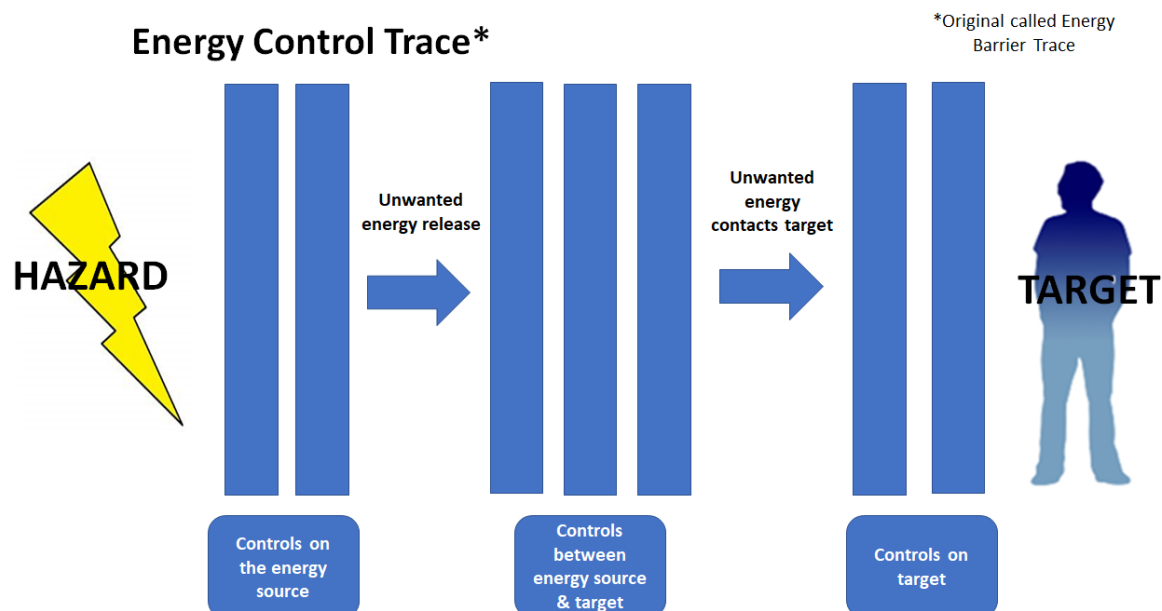 Energy Control Trace*
*Original called Energy
Barrier Trace
HAZARD
Unwanted
energy release
Unwanted
energy
contacts target
TARGET
Controls on
the energy
source
Controls
between
energy source
& target
Controls on
target